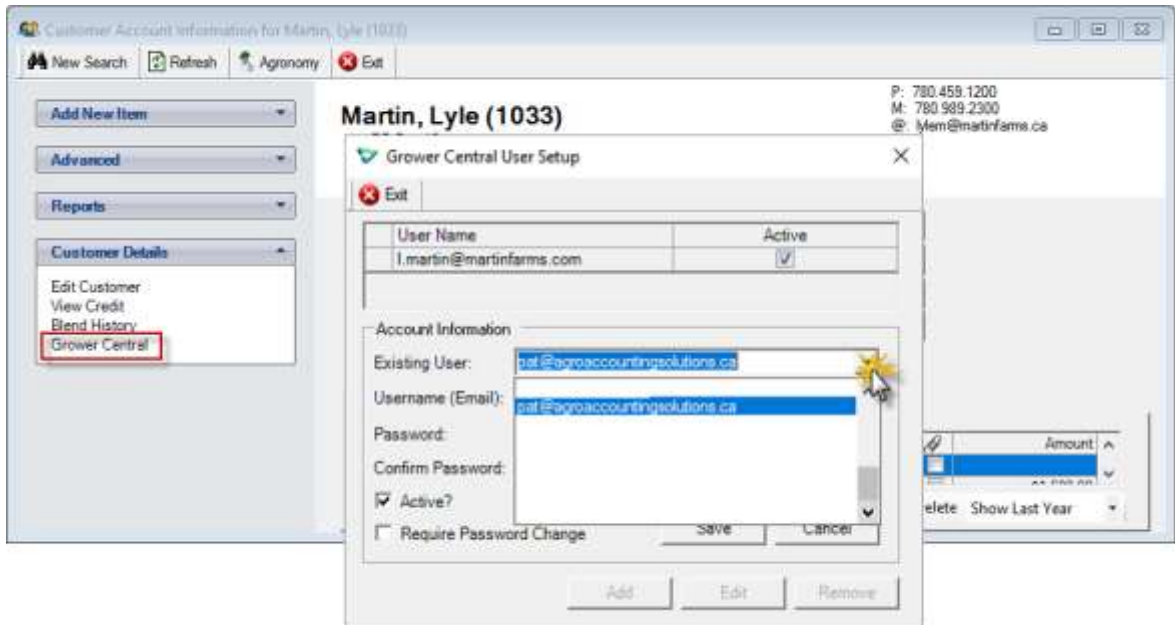 Customer Account Information for Martin, Lyle (1033)
New Search Refresh Agronomy Exit
Add New Item
Advanced
Reports
Customer Details
Edit Customer
View Credit
Blend History
Grower Central
Martin, Lyle (1033)
P: 780.459.1200
M: 780.989.2300
@: lylem@martinfarms.ca
Grower Central User Setup
Exit
User Name Active
l.martin@martinfarms.com
Account Information
Existing User: pat@agroaccountingsolutions.ca
pat@agroaccountingsolutions.ca
Username (Email):
Password:
Confirm Password:
Active?
Require Password Change
Save Cancel
Add Edit Remove
Amount
elete Show Last Year